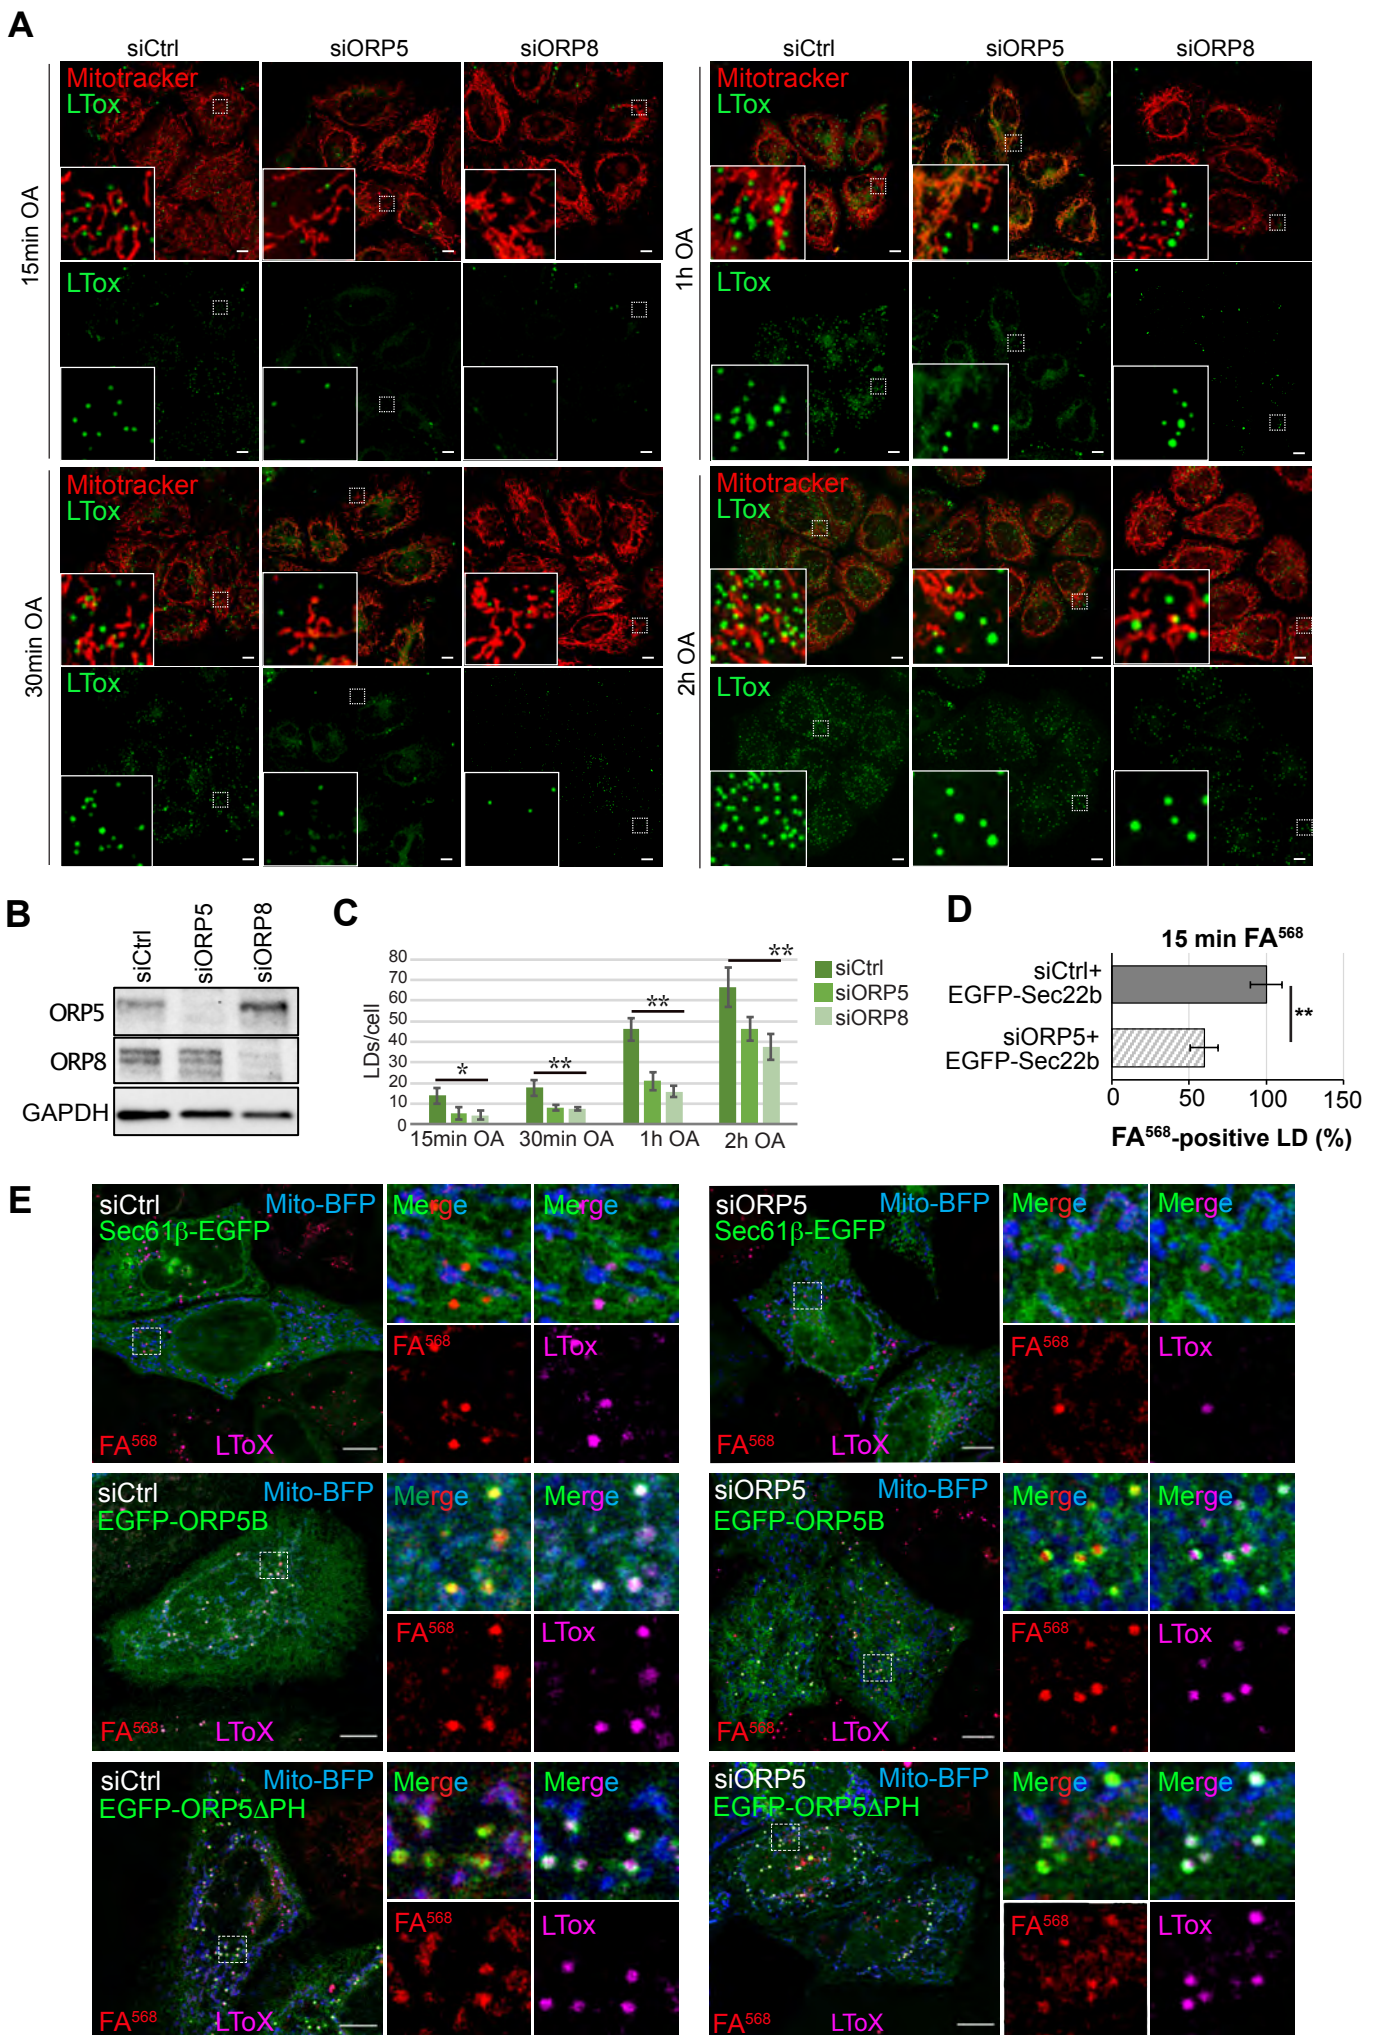 A
siCtrl siORP5 siORP8 siCtrl siORP5 siORP8
15min OA
Mitotracker
LTox
LTox
1h OA
Mitotracker
LTox
LTox
30min OA
Mitotracker
LTox
LTox
2h OA
Mitotracker
LTox
LTox
B
siCtrl
siORP5
siORP8
ORP5
ORP8
GAPDH
C
LDs/cell
80
70
60
50
40
30
20
10
0
*
**
**
**
15min OA 30min OA 1h OA 2h OA
siCtrl
siORP5
siORP8
D
15 min FA568
siCtrl+
EGFP-Sec22b
siORP5+
EGFP-Sec22b
**
0 50 100 150
FA568-positive LD (%)
E
siCtrl Mito-BFP
Sec61β-EGFP
FA568 LToX
Merge Merge
FA568 LTox
siORP5 Mito-BFP
Sec61β-EGFP
FA568 LToX
Merge Merge
FA568 LTox
siCtrl Mito-BFP
EGFP-ORP5B
FA568 LToX
Merge Merge
FA568 LTox
siORP5 Mito-BFP
EGFP-ORP5B
FA568 LToX
Merge Merge
FA568 LTox
siCtrl Mito-BFP
EGFP-ORP5ΔPH
FA568 LToX
Merge Merge
FA568 LTox
siORP5 Mito-BFP
EGFP-ORP5ΔPH
FA568 LToX
Merge Merge
FA568 LTox